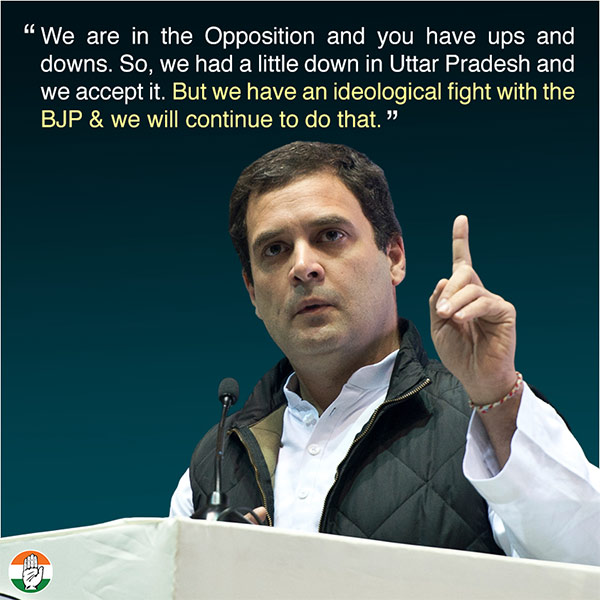 “ We are in the Opposition and you have ups and
downs. So, we had a little down in Uttar Pradesh and
we accept it. But we have an ideological fight with the
BJP & we will continue to do that. ”